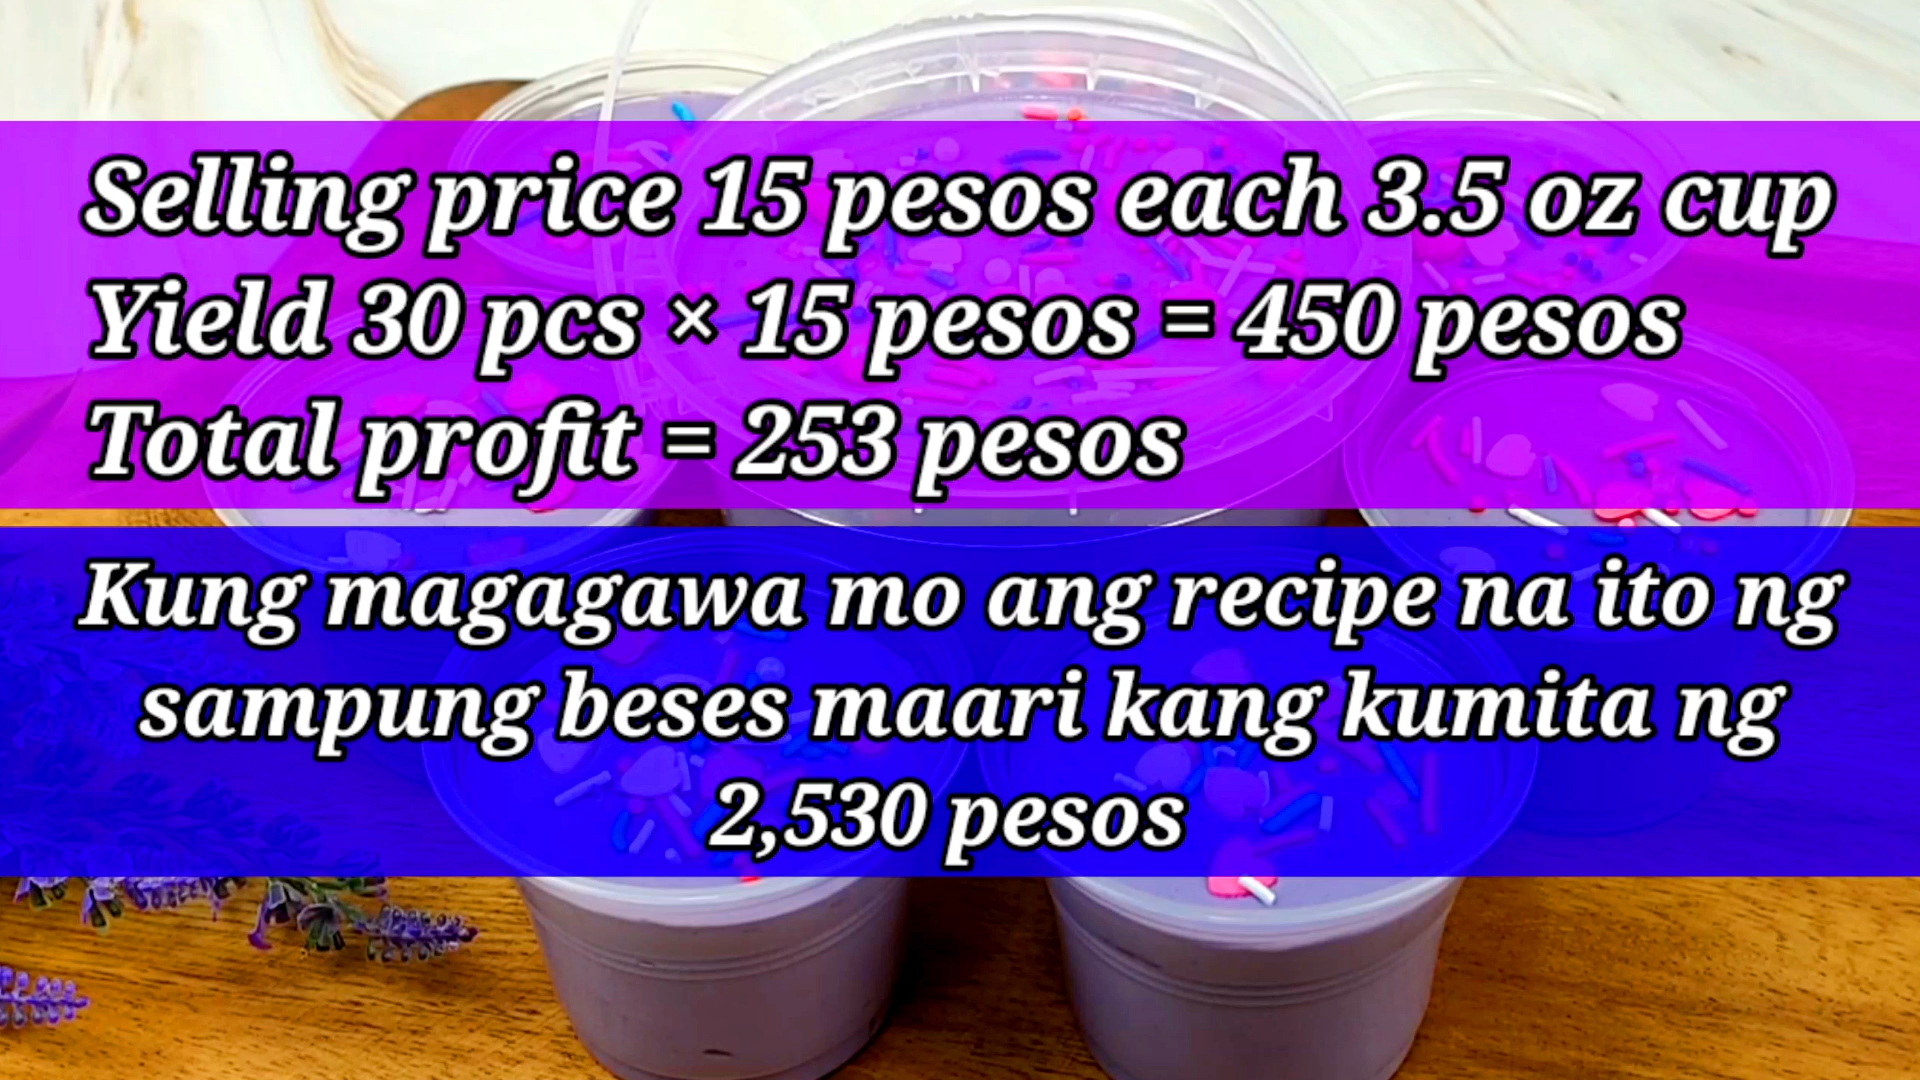 Selling price 15 pesos each 3.5 oz cup
Yield 30 pcs × 15 pesos = 450 pesos
Total profit = 253 pesos
Kung magagawa mo ang recipe na ito ng
sampung beses maari kang kumita ng
2,530 pesos